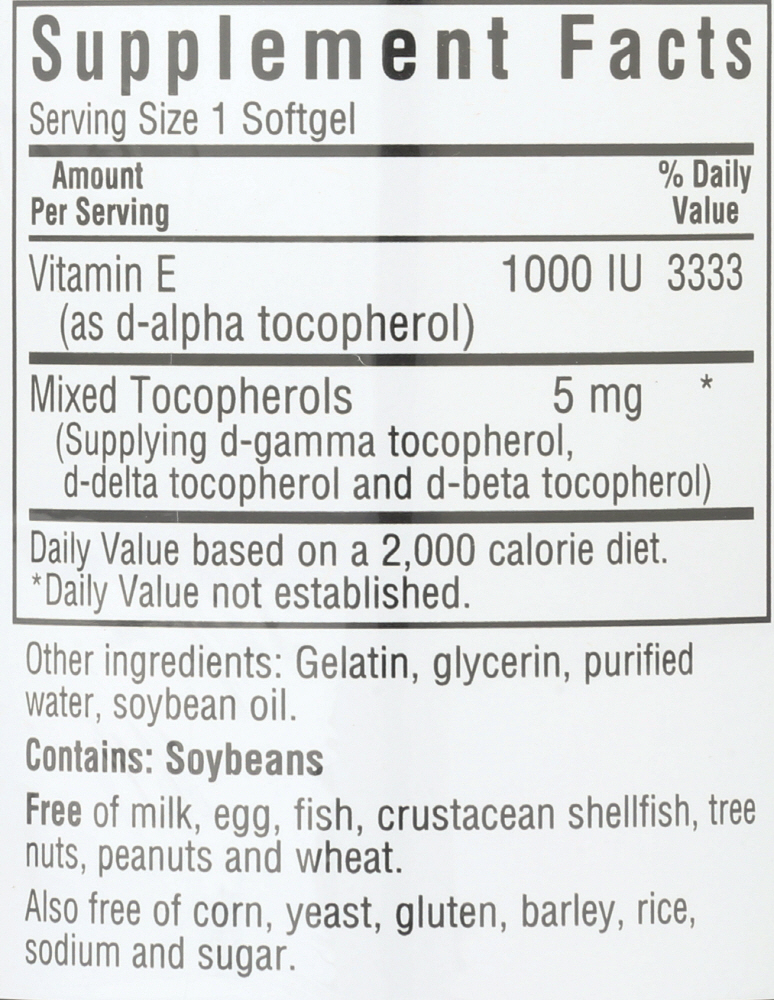 Supplement Facts
Serving Size 1 Softgel
Amount % Daily
Per Serving Value
Vitamin E 1000 IU 3333
(as d-alpha tocopherol)
Mixed Tocopherols 5 mg *
(Supplying d-gamma tocopherol,
d-delta tocopherol and d-beta tocopherol)
Daily Value based on a 2,000 calorie diet.
*Daily Value not established.
Other ingredients: Gelatin, glycerin, purified
water, soybean oil.
Contains: Soybeans
Free of milk, egg, fish, crustacean shellfish, tree
nuts, peanuts and wheat.
Also free of corn, yeast, gluten, barley, rice,
sodium and sugar.